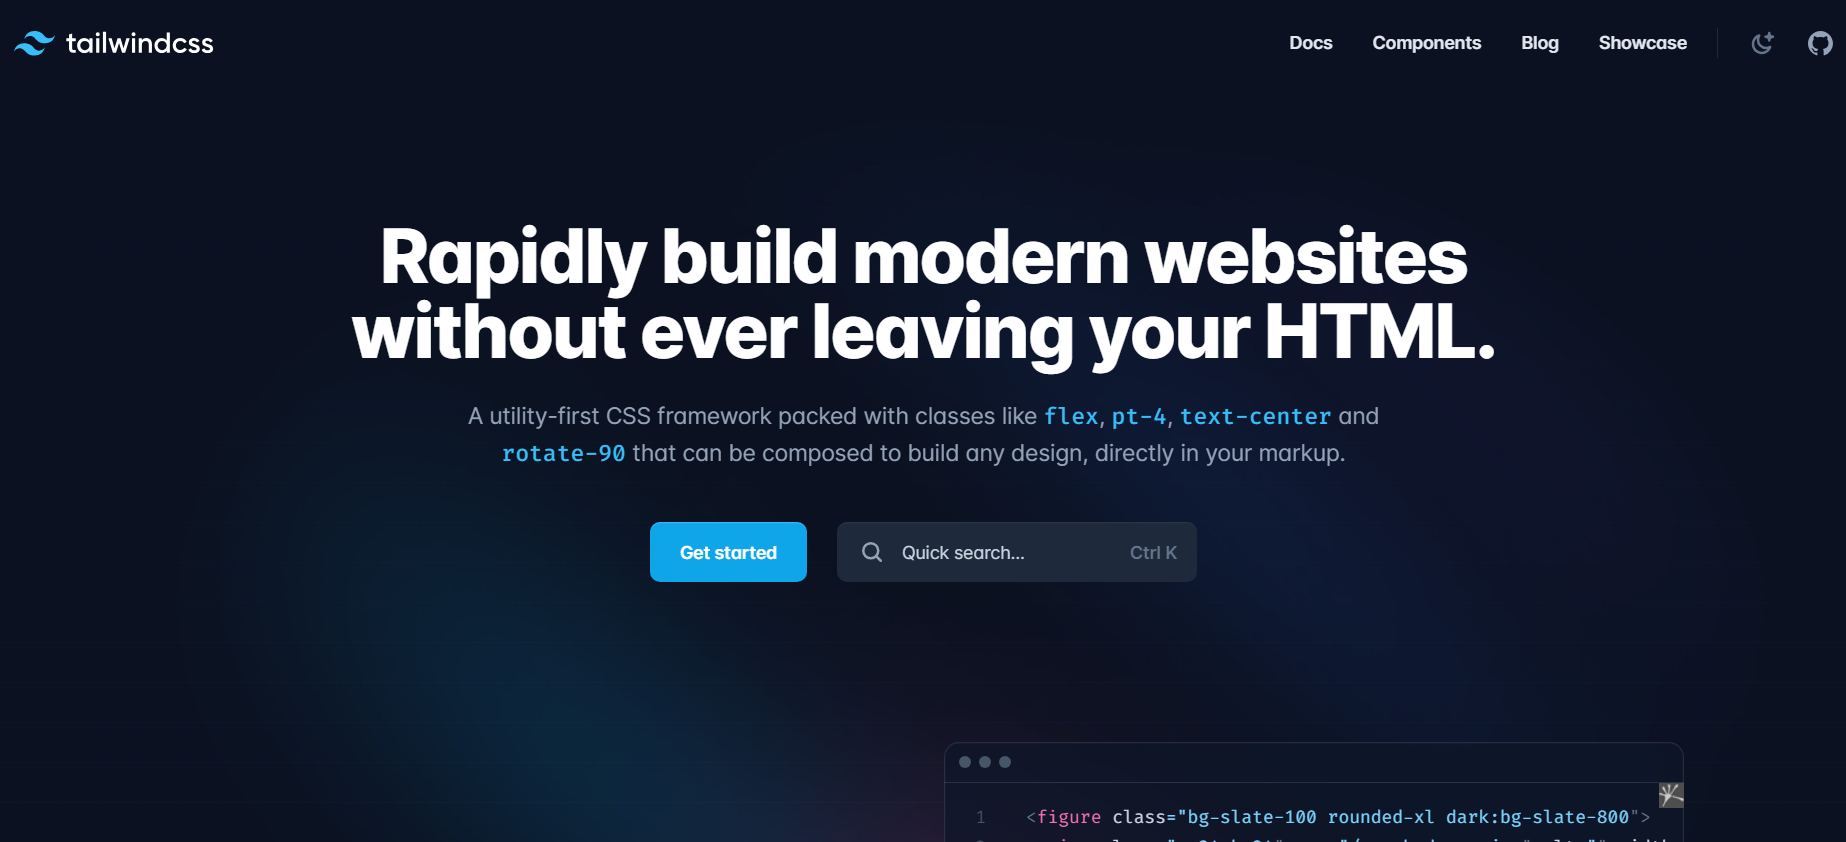 tailwindcss
Docs Components Blog Showcase
Rapidly build modern websites
without ever leaving your HTML.
A utility-first CSS framework packed with classes like flex, pt-4, text-center and
rotate-90 that can be composed to build any design, directly in your markup.
Get started
Quick search... Ctrl K
1 <figure class="bg-slate-100 rounded-xl dark:bg-slate-800">